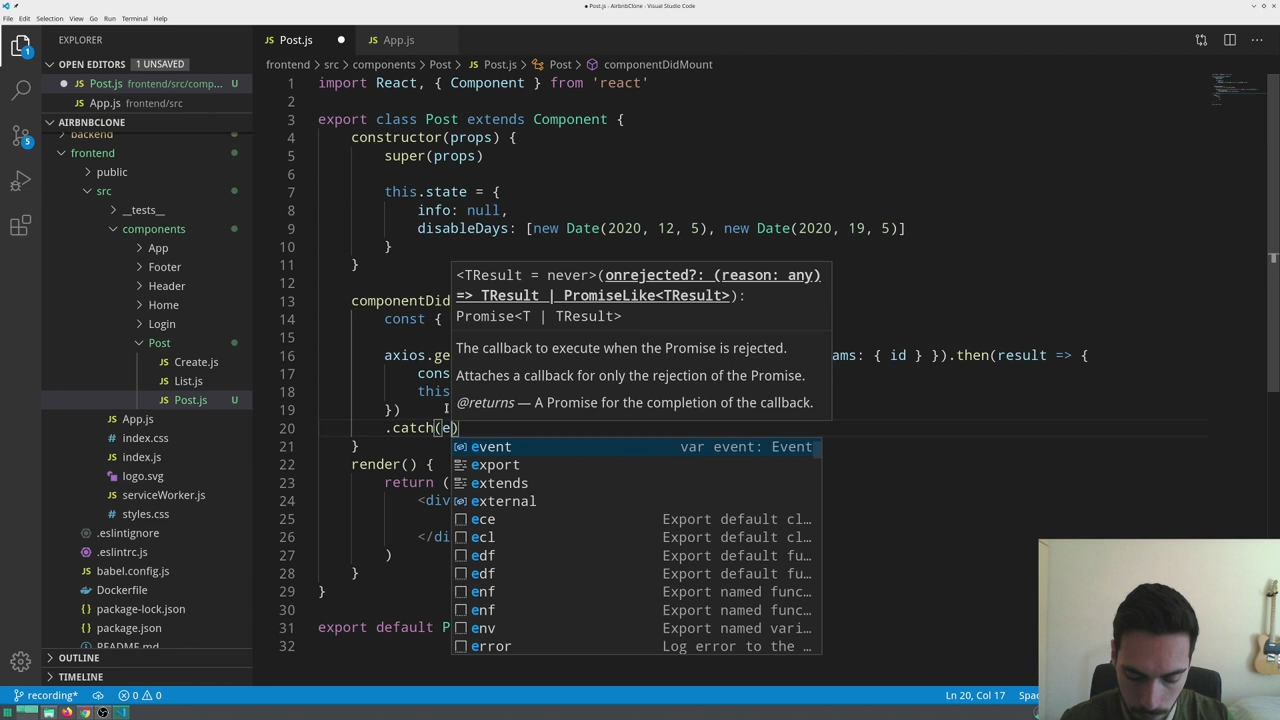 ● Post.js - AirbnbClone - Visual Studio Code
File Edit Selection View Go Run Terminal Help
EXPLORER
OPEN EDITORS 1 UNSAVED
Post.js frontend/src/comp... U
App.js frontend/src
AIRBNBCLONE
backend
frontend
public
src
__tests__
components
App
Footer
Header
Home
Login
Post
Create.js
List.js
Post.js U
App.js
index.css
index.js
logo.svg
serviceWorker.js
styles.css
.eslintignore
.eslintrc.js
babel.config.js
Dockerfile
package-lock.json
package.json
README.md
OUTLINE
TIMELINE
1
5
Post.js ●
App.js
frontend > src > components > Post > Post.js > Post > componentDidMount
1 import React, { Component } from 'react'
2
3 export class Post extends Component {
4 constructor(props) {
5 super(props)
6
7 this.state = {
8 info: null,
9 disableDays: [new Date(2020, 12, 5), new Date(2020, 19, 5)]
10 }
11 }
12
13 componentDid
14 const {
15
16 axios.ge ams: { id } }).then(result => {
17 cons
18 this
19 })
20 .catch(e)
21 }
22 render() {
23 return (
24 <div
25
26 </di
27 )
28 }
29 }
30
31 export default P
32
<TResult = never>(onrejected?: (reason: any)
=> TResult | PromiseLike<TResult>):
Promise<T | TResult>
The callback to execute when the Promise is rejected.
Attaches a callback for only the rejection of the Promise.
@returns — A Promise for the completion of the callback.
event var event: Event
export
extends
external
ece Export default cl…
ecl Export default cl…
edf Export default fu…
edf Export default fu…
enf Export named func…
enf Export named func…
env Export named vari…
error Log error to the …
recording* 0 0 Ln 20, Col 17 Spac